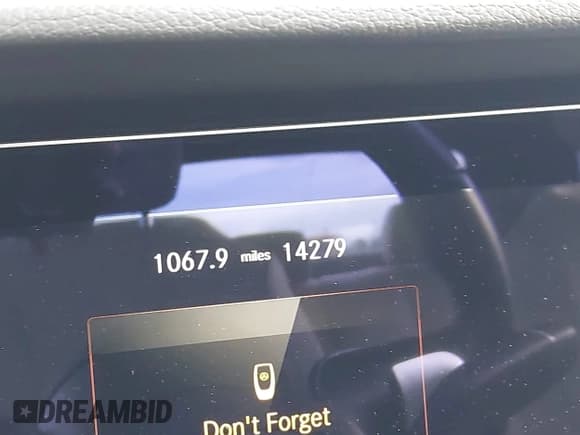 1067.9 miles 14279
Don't Forget
DREAMBID